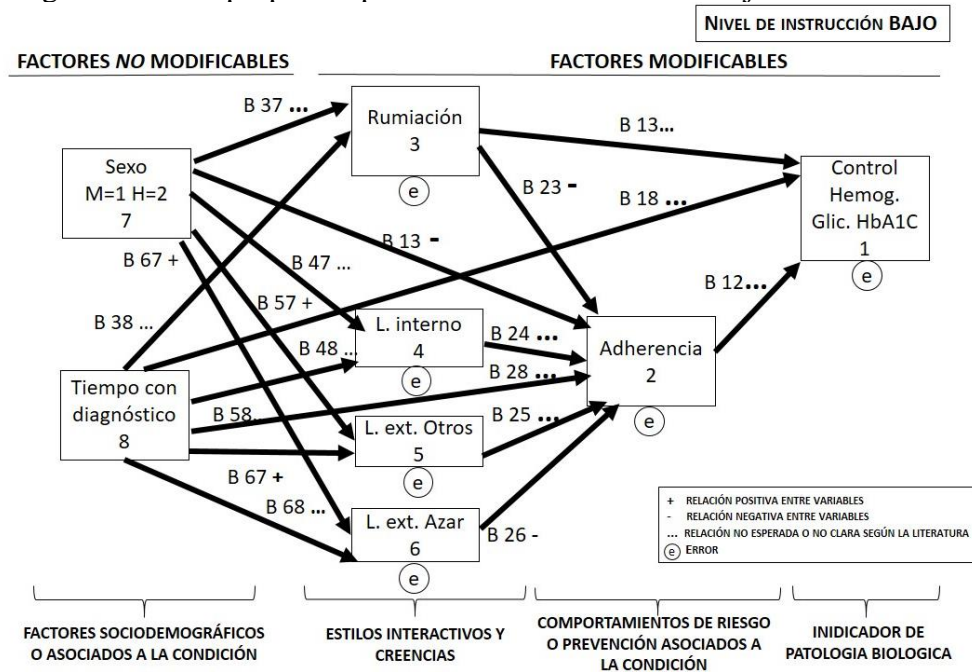 NIVEL DE INSTRUCCIÓN BAJO
FACTORES NO MODIFICABLES
FACTORES MODIFICABLES
B 37 ...
Rumiación
3
e
B 13...
Sexo
M=1 H=2
7
B 23 -
B 18 ...
Control
Hemog.
Glic. HbA1C
1
e
B 67 +
B 13 -
B 47 ...
B 57 +
B 12...
B 38 ...
B 48 ...
L. interno
4
e
B 24 ...
Adherencia
2
e
B 28 ...
Tiempo con
diagnóstico
8
B 58..
L. ext. Otros
5
e
B 25 ...
B 67 +
B 68 ...
L. ext. Azar
6
e
B 26 -
+ RELACIÓN POSITIVA ENTRE VARIABLES
- RELACIÓN NEGATIVA ENTRE VARIABLES
... RELACIÓN NO ESPERADA O NO CLARA SEGÚN LA LITERATURA
e ERROR
FACTORES SOCIODEMOGRÁFICOS
O ASOCIADOS A LA CONDICIÓN
ESTILOS INTERACTIVOS Y
CREENCIAS
COMPORTAMIENTOS DE RIESGO
O PREVENCIÓN ASOCIADOS A
LA CONDICIÓN
INIDICADOR DE
PATOLOGIA BIOLOGICA